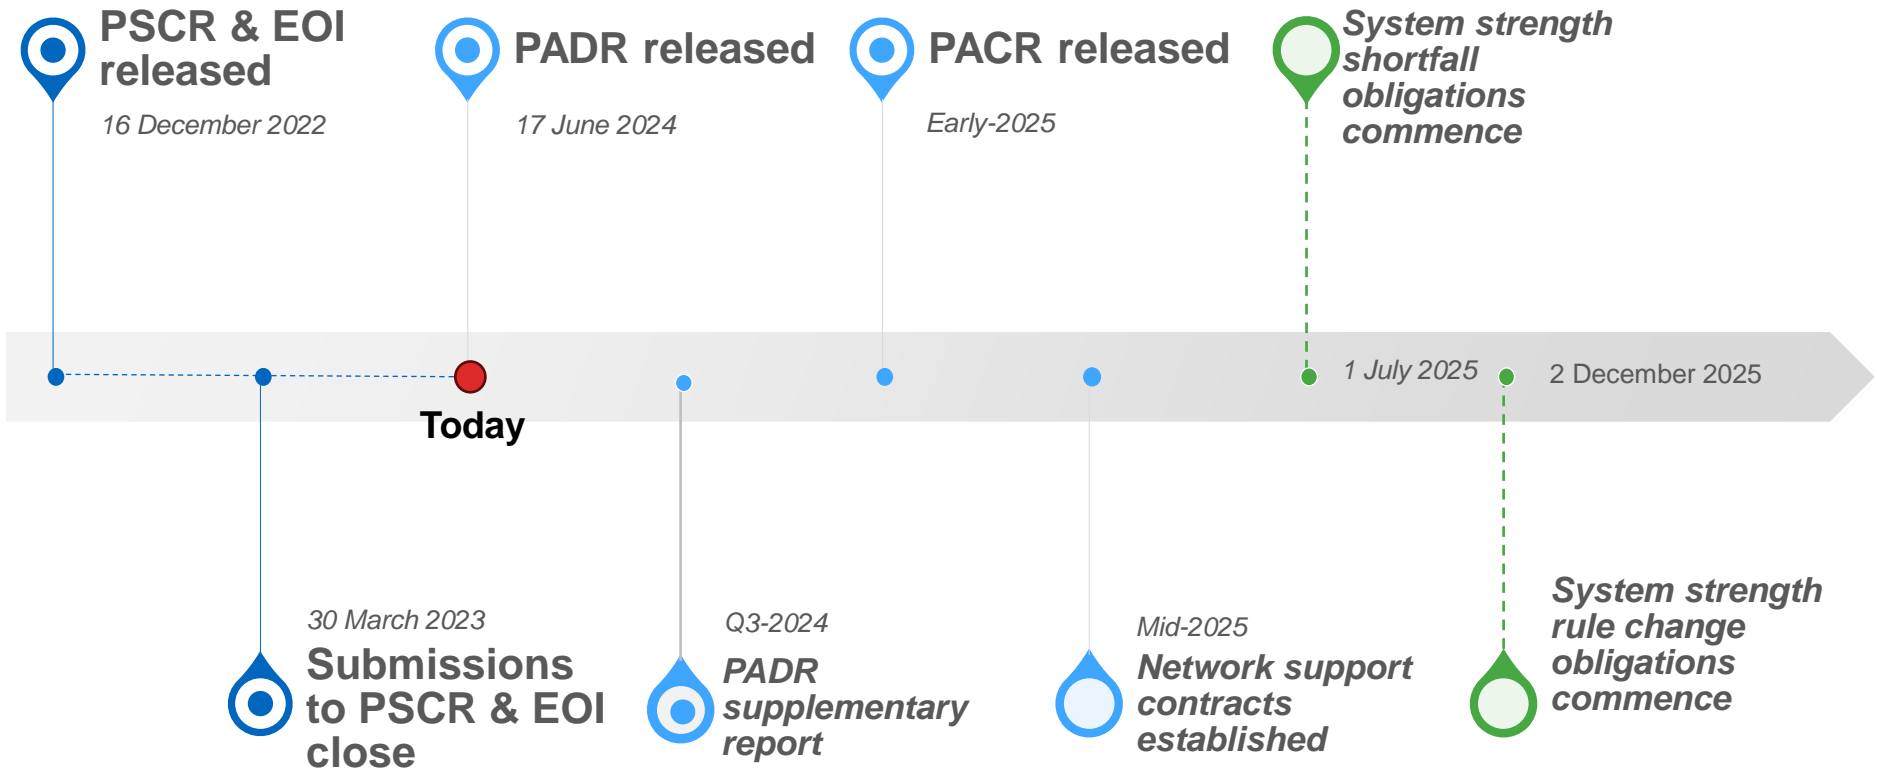 PSCR & EOI
released
16 December 2022
PADR released
17 June 2024
PACR released
Early-2025
System strength
shortfall
obligations
commence
Today
1 July 2025
2 December 2025
30 March 2023
Submissions
to PSCR & EOI
close
Q3-2024
PADR
supplementary
report
Mid-2025
Network support
contracts
established
System strength
rule change
obligations
commence